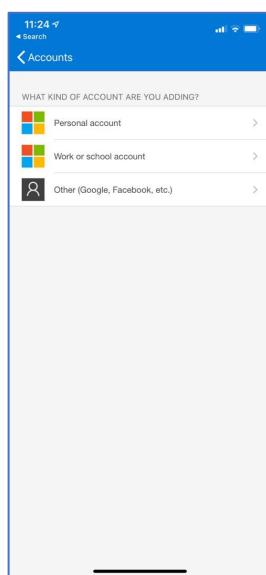 11:24
◀ Search
Accounts
WHAT KIND OF ACCOUNT ARE YOU ADDING?
Personal account
Work or school account
Other (Google, Facebook, etc.)